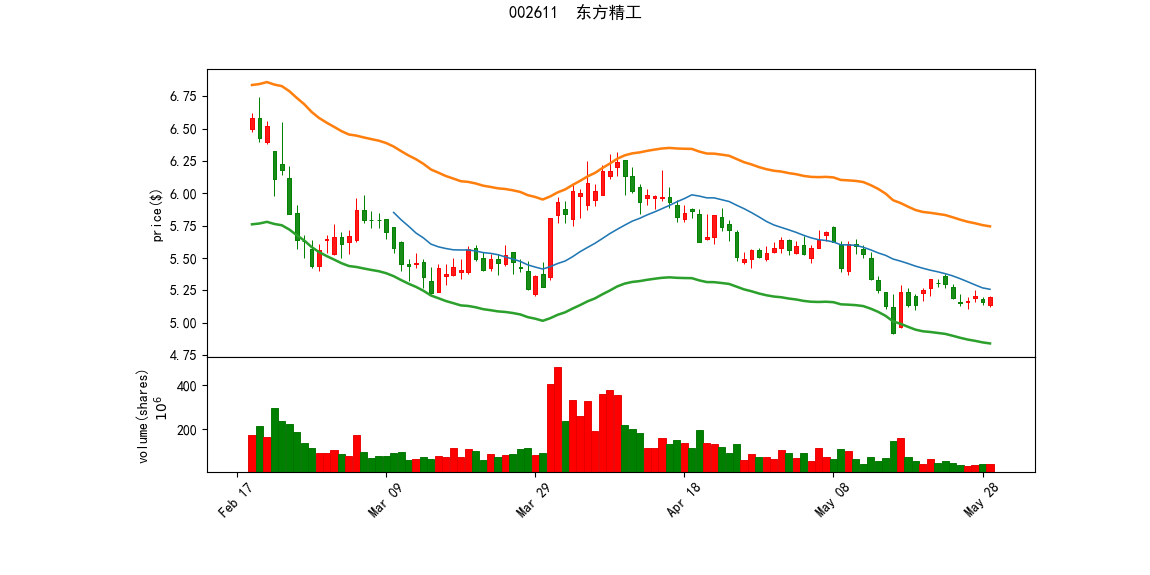 002611 东方精工
price($)
6.75
6.50
6.25
6.00
5.75
5.50
5.25
5.00
4.75
volume(shares)
10^6
400
200
Feb 17
Mar 09
Mar 29
Apr 18
May 08
May 28